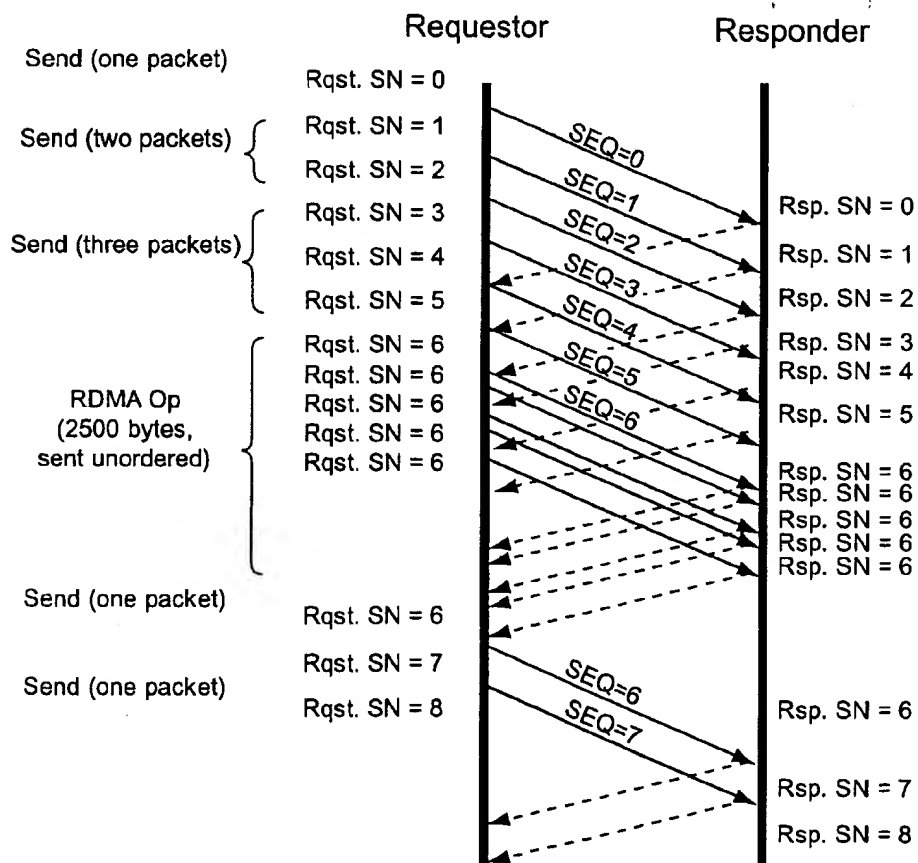 Requestor
Responder
Send (one packet)
Rqst. SN = 0
Send (two packets)
Rqst. SN = 1
Rqst. SN = 2
Send (three packets)
Rqst. SN = 3
Rqst. SN = 4
Rqst. SN = 5
RDMA Op
(2500 bytes,
sent unordered)
Rqst. SN = 6
Rqst. SN = 6
Rqst. SN = 6
Rqst. SN = 6
Rqst. SN = 6
Send (one packet)
Rqst. SN = 6
Rqst. SN = 7
Send (one packet)
Rqst. SN = 8
SEQ=0
SEQ=1
SEQ=2
SEQ=3
SEQ=4
SEQ=5
SEQ=6
SEQ=6
SEQ=7
Rsp. SN = 0
Rsp. SN = 1
Rsp. SN = 2
Rsp. SN = 3
Rsp. SN = 4
Rsp. SN = 5
Rsp. SN = 6
Rsp. SN = 6
Rsp. SN = 6
Rsp. SN = 6
Rsp. SN = 6
Rsp. SN = 6
Rsp. SN = 7
Rsp. SN = 8